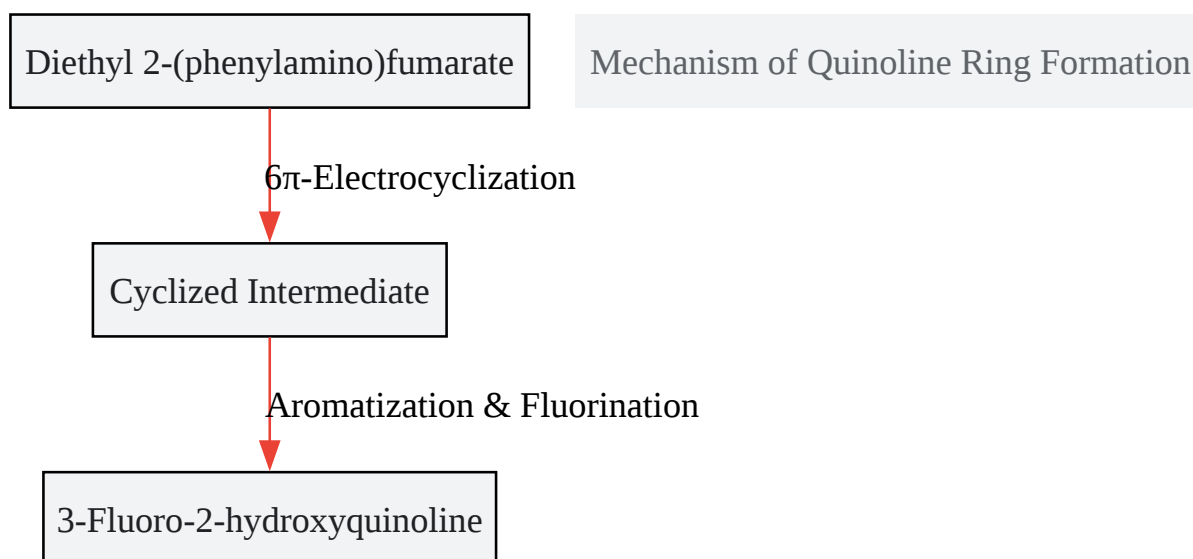 Diethyl 2-(phenylamino)fumarate
Mechanism of Quinoline Ring Formation
6π-Electrocyclization
Cyclized Intermediate
Aromatization & Fluorination
3-Fluoro-2-hydroxyquinoline